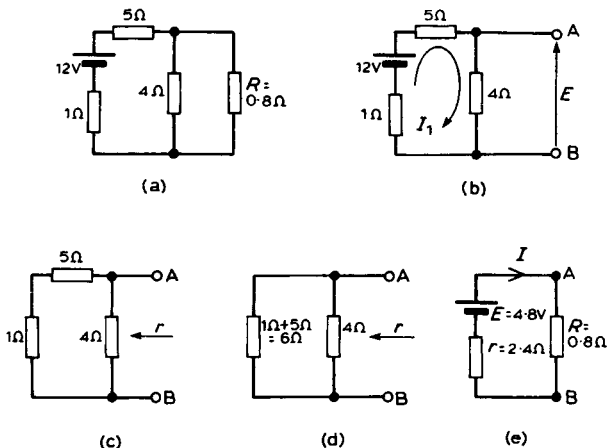 5Ω
12V
1Ω
4Ω
R=
0·8Ω
(a)
5Ω
A
12V
1Ω
I₁
4Ω
E
B
(b)
5Ω
A
1Ω
4Ω
r
B
(c)
A
1Ω+5Ω
=6Ω
4Ω
r
B
(d)
I
A
E=4·8V
r=2·4Ω
R=
0·8Ω
B
(e)